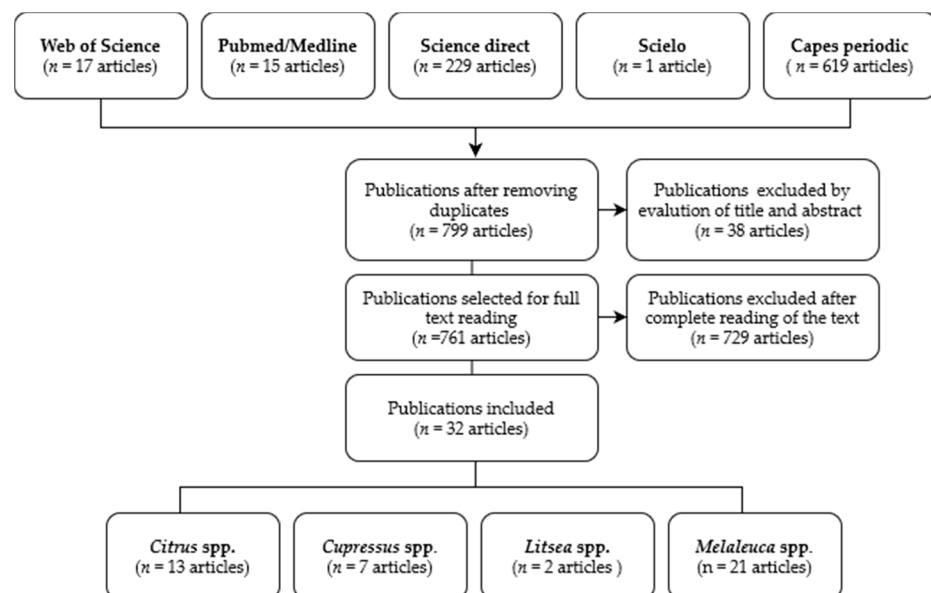 Web of Science
(n = 17 articles)
Pubmed/Medline
(n = 15 articles)
Science direct
(n = 229 articles)
Scielo
(n = 1 article)
Capes periodic
( n = 619 articles)
Publications after removing
duplicates
(n = 799 articles)
Publications excluded by
evalution of title and abstract
(n = 38 articles)
Publications selected for full
text reading
(n =761 articles)
Publications excluded after
complete reading of the text
(n = 729 articles)
Publications included
(n = 32 articles)
Citrus spp.
(n = 13 articles)
Cupressus spp.
(n = 7 articles)
Litsea spp.
(n = 2 articles )
Melaleuca spp.
(n = 21 articles)